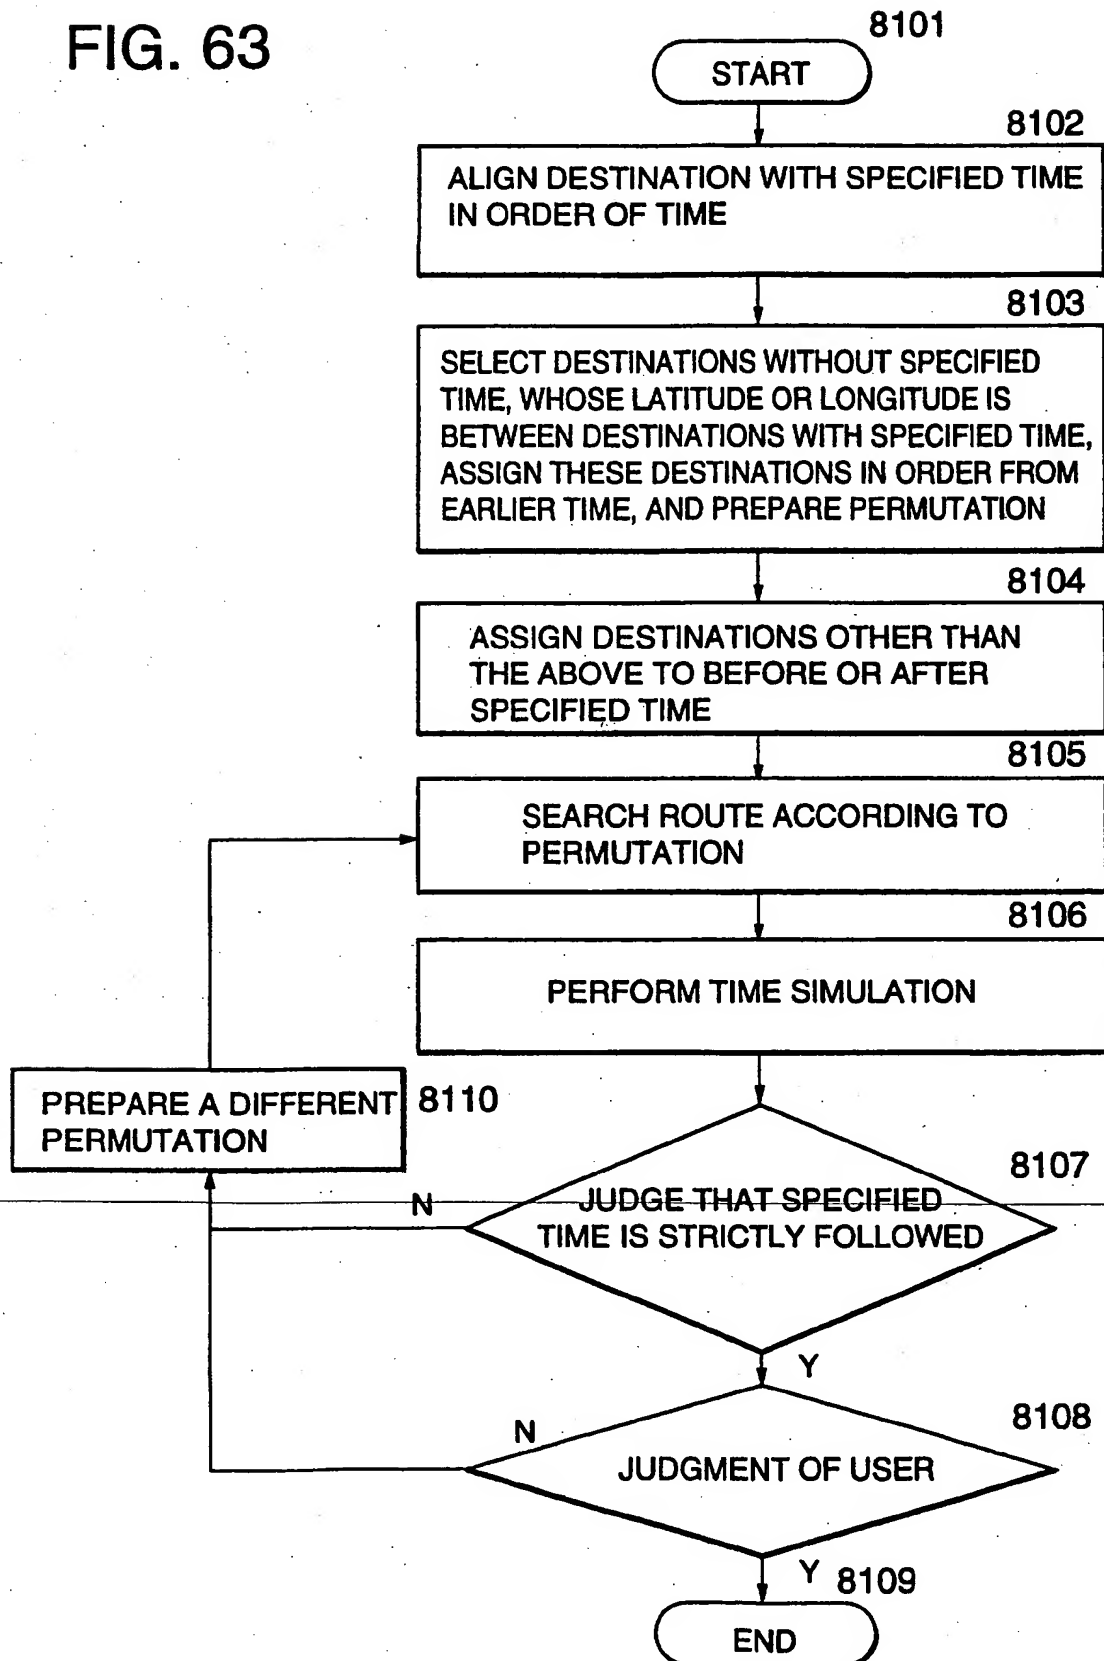 FIG. 63
8101
START
8102
ALIGN DESTINATION WITH SPECIFIED TIME
IN ORDER OF TIME
8103
SELECT DESTINATIONS WITHOUT SPECIFIED
TIME, WHOSE LATITUDE OR LONGITUDE IS
BETWEEN DESTINATIONS WITH SPECIFIED TIME,
ASSIGN THESE DESTINATIONS IN ORDER FROM
EARLIER TIME, AND PREPARE PERMUTATION
8104
ASSIGN DESTINATIONS OTHER THAN
THE ABOVE TO BEFORE OR AFTER
SPECIFIED TIME
8105
SEARCH ROUTE ACCORDING TO
PERMUTATION
8106
PERFORM TIME SIMULATION
PREPARE A DIFFERENT
PERMUTATION
8110
8107
N
JUDGE THAT SPECIFIED
TIME IS STRICTLY FOLLOWED
Y
8108
N
JUDGMENT OF USER
Y
8109
END